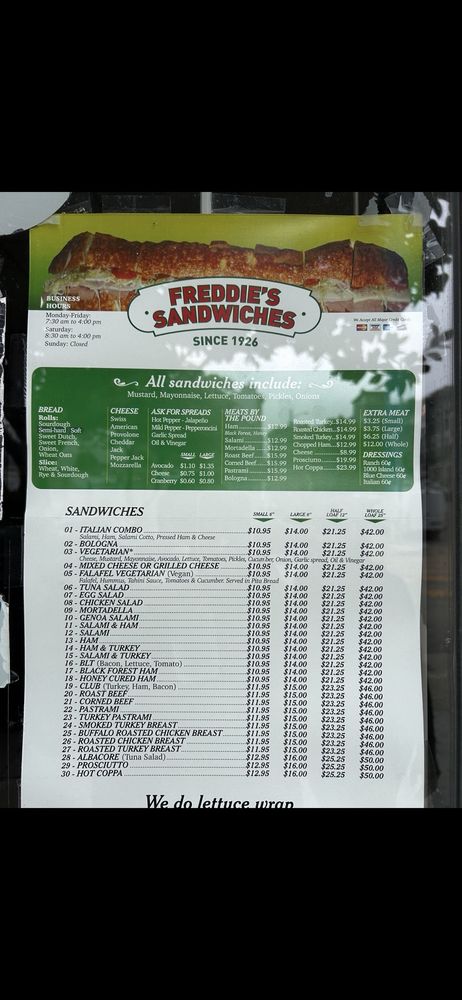 FREDDIE'S
SANDWICHES
SINCE 1926
BUSINESS
HOURS
Monday-Friday:
7:30 am to 4:00 pm
Saturday:
8:30 am to 4:00 pm
Sunday: Closed
We Accept All Major Credit Cards
All sandwiches include:
Mustard, Mayonnaise, Lettuce, Tomatoes, Pickles, Onions
BREAD
Rolls:
Sourdough
Semi-hard Soft
Sweet Dutch,
Sweet French,
Onion,
Wheat Oats
Slice:
Wheat, White,
Rye & Sourdough
CHEESE
Swiss
American
Provolone
Cheddar
Jack
Pepper Jack
Mozzarella
ASK FOR SPREADS
Hot Pepper - Jalapeño
Mild Pepper - Pepperoncini
Garlic Spread
Oil & Vinegar
SMALL LARGE
Avocado $1.10 $1.35
Cheese $0.75 $1.00
Cranberry $0.60 $0.80
MEATS BY
THE POUND
Ham $12.99
Black Forest, Honey
Salami $12.99
Mortadella $12.99
Roast Beef $15.99
Corned Beef $15.99
Pastrami $15.99
Bologna $12.99
Roasted Turkey $14.99
Roasted Chicken $14.99
Smoked Turkey $14.99
Chopped Ham $12.99
Cheese $8.99
Prosciutto $19.99
Hot Coppa $23.99
EXTRA MEAT
$3.25 (Small)
$3.75 (Large)
$6.25 (Half)
$12.00 (Whole)
DRESSINGS
Ranch 60¢
1000 Island 60¢
Blue Cheese 60¢
Italian 60¢
SANDWICHES SMALL 6" LARGE 8" HALF LOAF 12" WHOLE LOAF 25"
01 - ITALIAN COMBO $10.95 $14.00 $21.25 $42.00
Salami, Ham, Salami Cotto, Pressed Ham & Cheese
02 - BOLOGNA $10.95 $14.00 $21.25 $42.00
03 - VEGETARIAN* $10.95 $14.00 $21.25 $42.00
Cheese, Mustard, Mayonnaise, Avocado, Lettuce, Tomatoes, Pickles, Cucumber, Onion, Garlic spread, Oil & Vinegar
04 - MIXED CHEESE OR GRILLED CHEESE $10.95 $14.00 $21.25 $42.00
05 - FALAFEL VEGETARIAN (Vegan) $10.95 $14.00 $21.25 $42.00
Falafel, Hummus, Tahini Sauce, Tomatoes & Cucumber. Served in Pita Bread
06 - TUNA SALAD $10.95 $14.00 $21.25 $42.00
07 - EGG SALAD $10.95 $14.00 $21.25 $42.00
08 - CHICKEN SALAD $10.95 $14.00 $21.25 $42.00
09 - MORTADELLA $10.95 $14.00 $21.25 $42.00
10 - GENOA SALAMI $10.95 $14.00 $21.25 $42.00
11 - SALAMI & HAM $10.95 $14.00 $21.25 $42.00
12 - SALAMI $10.95 $14.00 $21.25 $42.00
13 - HAM $10.95 $14.00 $21.25 $42.00
14 - HAM & TURKEY $10.95 $14.00 $21.25 $42.00
15 - SALAMI & TURKEY $10.95 $14.00 $21.25 $42.00
16 - BLT (Bacon, Lettuce, Tomato) $10.95 $14.00 $21.25 $42.00
17 - BLACK FOREST HAM $10.95 $14.00 $21.25 $42.00
18 - HONEY CURED HAM $10.95 $14.00 $21.25 $42.00
19 - CLUB (Turkey, Ham, Bacon) $11.95 $15.00 $23.25 $46.00
20 - ROAST BEEF $11.95 $15.00 $23.25 $46.00
21 - CORNED BEEF $11.95 $15.00 $23.25 $46.00
22 - PASTRAMI $11.95 $15.00 $23.25 $46.00
23 - TURKEY PASTRAMI $11.95 $15.00 $23.25 $46.00
24 - SMOKED TURKEY BREAST $11.95 $15.00 $23.25 $46.00
25 - BUFFALO ROASTED CHICKEN BREAST $11.95 $15.00 $23.25 $46.00
26 - ROASTED CHICKEN BREAST $11.95 $15.00 $23.25 $46.00
27 - ROASTED TURKEY BREAST $11.95 $15.00 $23.25 $46.00
28 - ALBACORE (Tuna Salad) $12.95 $16.00 $25.25 $50.00
29 - PROSCIUTTO $12.95 $16.00 $25.25 $50.00
30 - HOT COPPA $12.95 $16.00 $25.25 $50.00
We do lettuce wrap